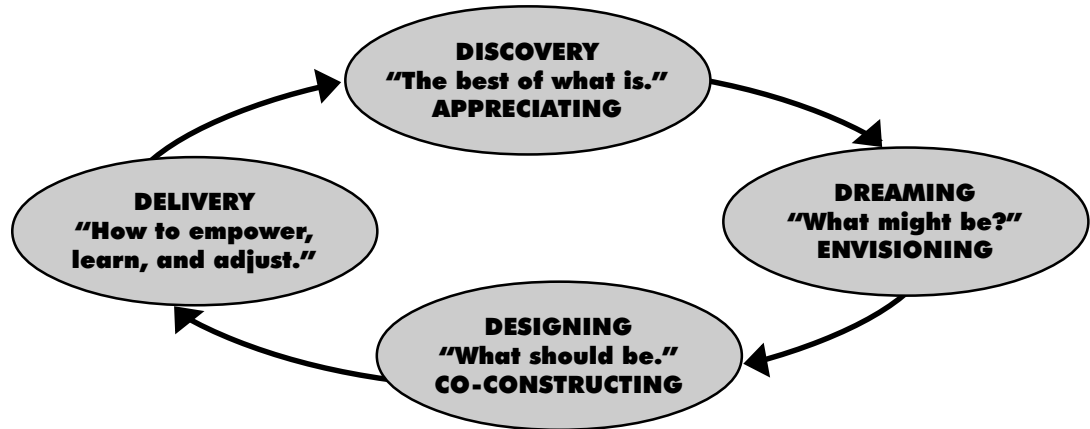 DISCOVERY
“The best of what is.”
APPRECIATING
DREAMING
“What might be?”
ENVISIONING
DESIGNING
“What should be.”
CO-CONSTRUCTING
DELIVERY
“How to empower,
learn, and adjust.”